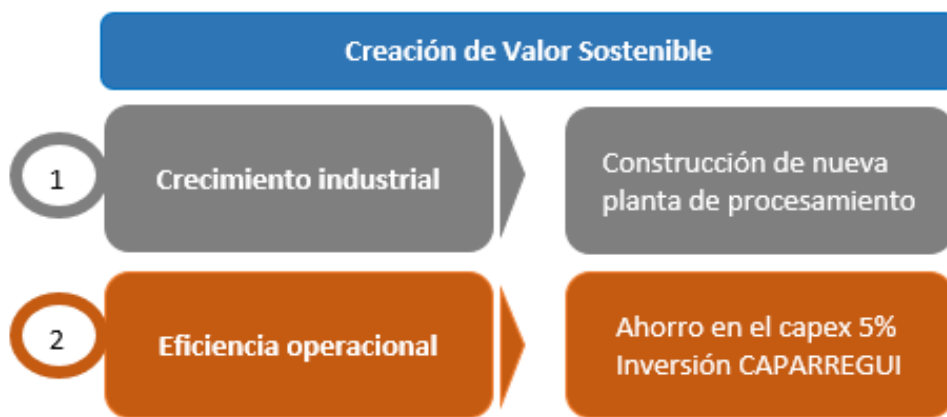 Creación de Valor Sostenible
1
Crecimiento industrial
Construcción de nueva
planta de procesamiento
2
Eficiencia operacional
Ahorro en el capex 5%
Inversión CAPARREGUI